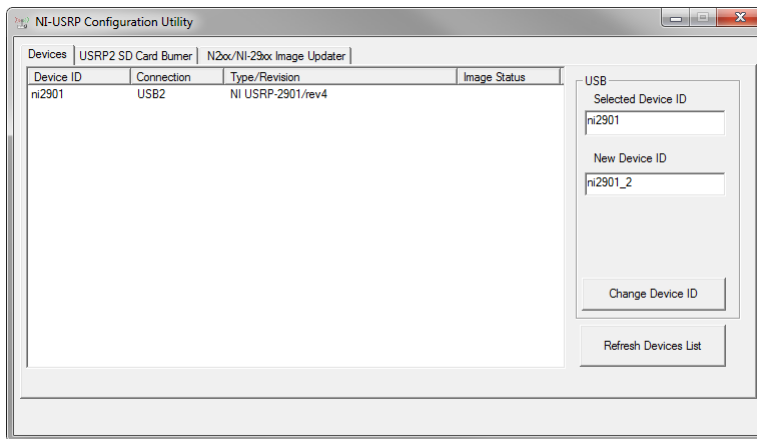 NI-USRP Configuration Utility
Devices USRP2 SD Card Burner N2xx/NI-29xx Image Updater
Device ID Connection Type/Revision Image Status
ni2901 USB2 NI USRP-2901/rev4
USB
Selected Device ID
ni2901
New Device ID
ni2901_2
Change Device ID
Refresh Devices List